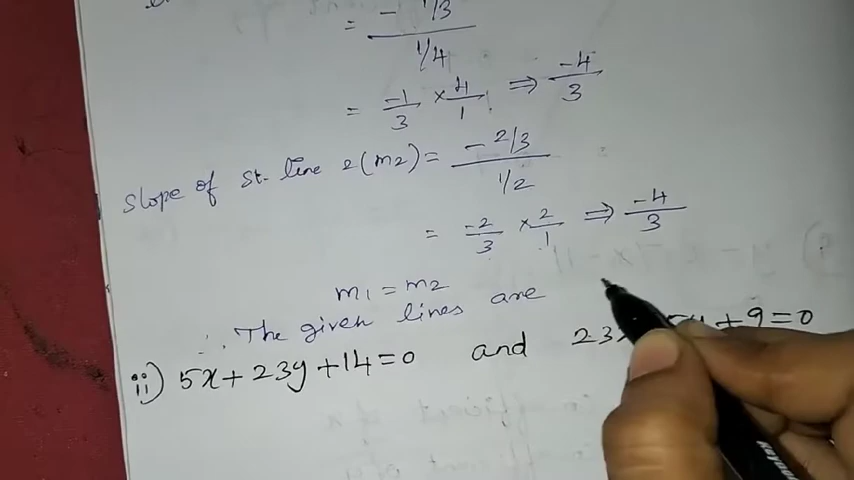 = -1/3 / 1/4
= -1/3 × 4/1 ⇒ -4/3
Slope of St. line 2(m2) = -2/3 / 1/2
= -2/3 × 2/1 ⇒ -4/3
m1 = m2
∴ The given lines are
ii) 5x + 23y + 14 = 0 and 23x 5y + 9 = 0